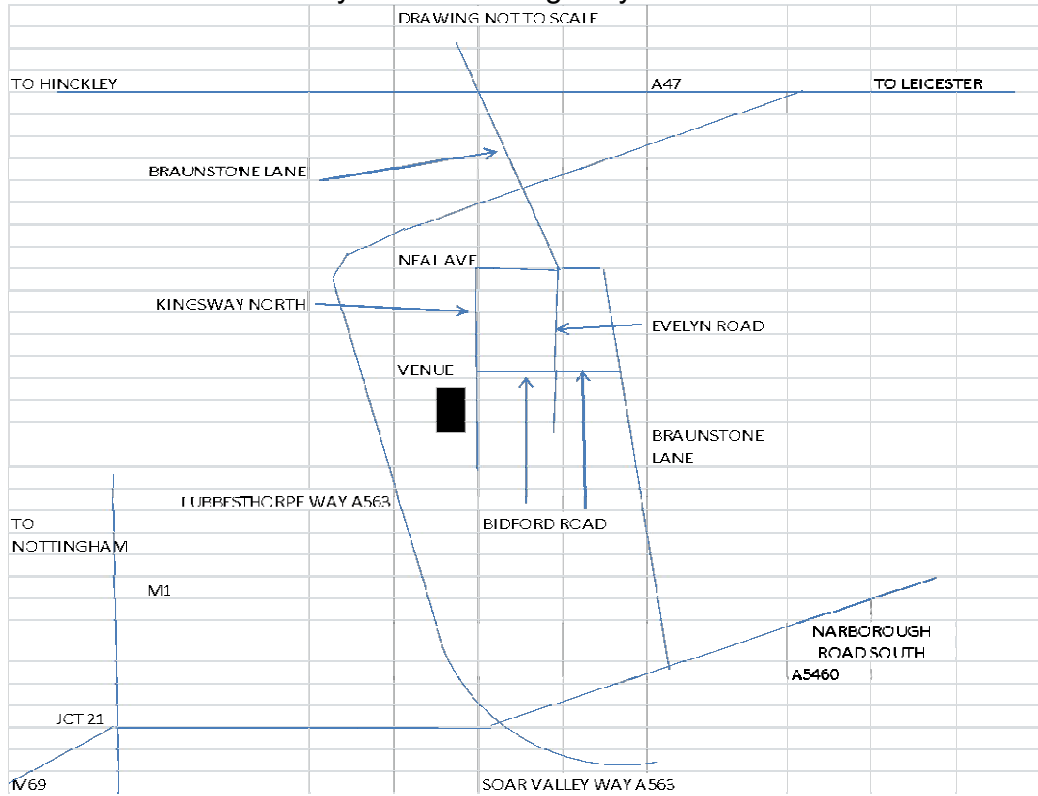 DRAWING NOT TO SCALE
TO HINCKLEY
A47
TO LEICESTER
BRAUNSTONE LANE
NEAL AVE
KINGSWAY NORTH
EVELYN ROAD
VENUE
BRAUNSTONE
LANE
LUBBESTHORPE WAY A563
TO
NOTTINGHAM
BIDFORD ROAD
M1
NARBOROUGH
ROAD SOUTH
A5460
JCT 21
M69
SOAR VALLEY WAY A563